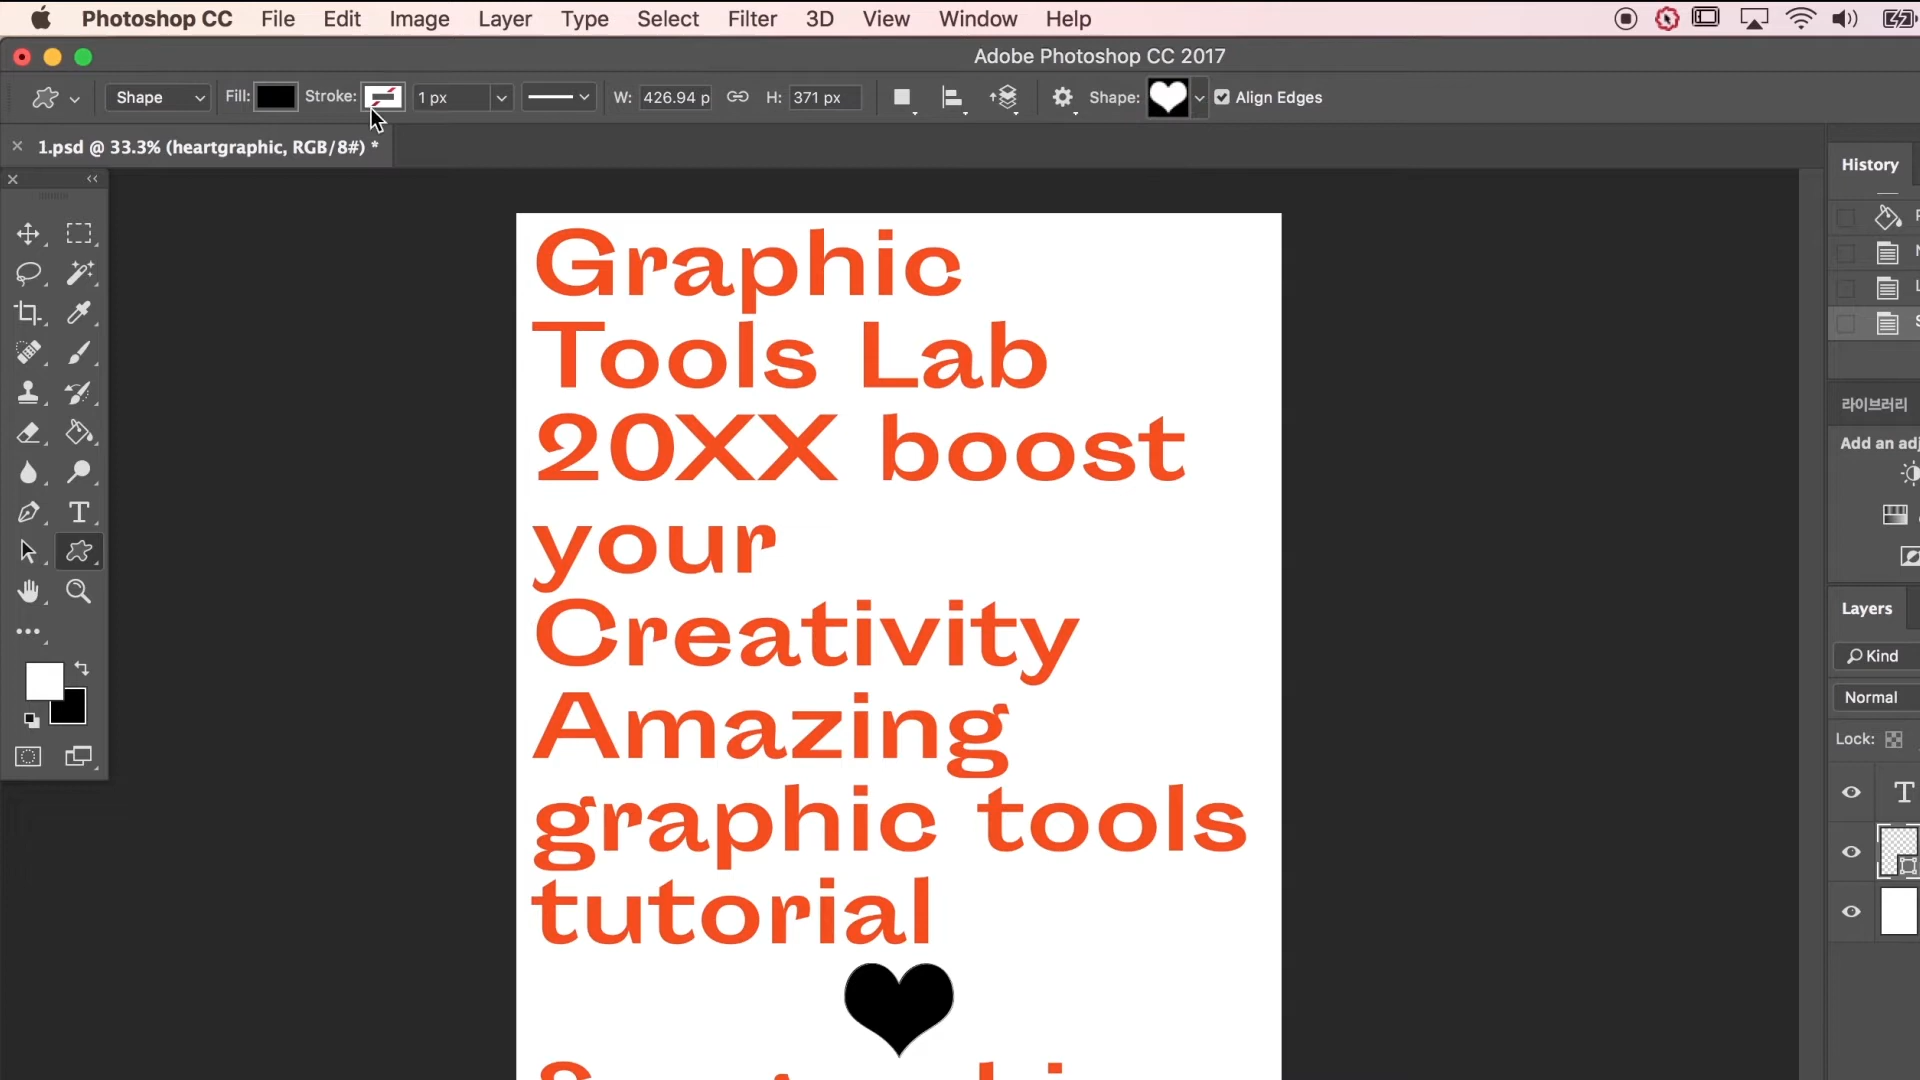 Photoshop CC File Edit Image Layer Type Select Filter 3D View Window Help
Adobe Photoshop CC 2017
Shape Fill: Stroke: 1 px W: 426.94 p H: 371 px Shape: Align Edges
1.psd @ 33.3% (heartgraphic, RGB/8#) *
History
라이브러리
Add an adj
Layers
Kind
Normal
Lock:
Graphic
Tools Lab
20XX boost
your
Creativity
Amazing
graphic tools
tutorial